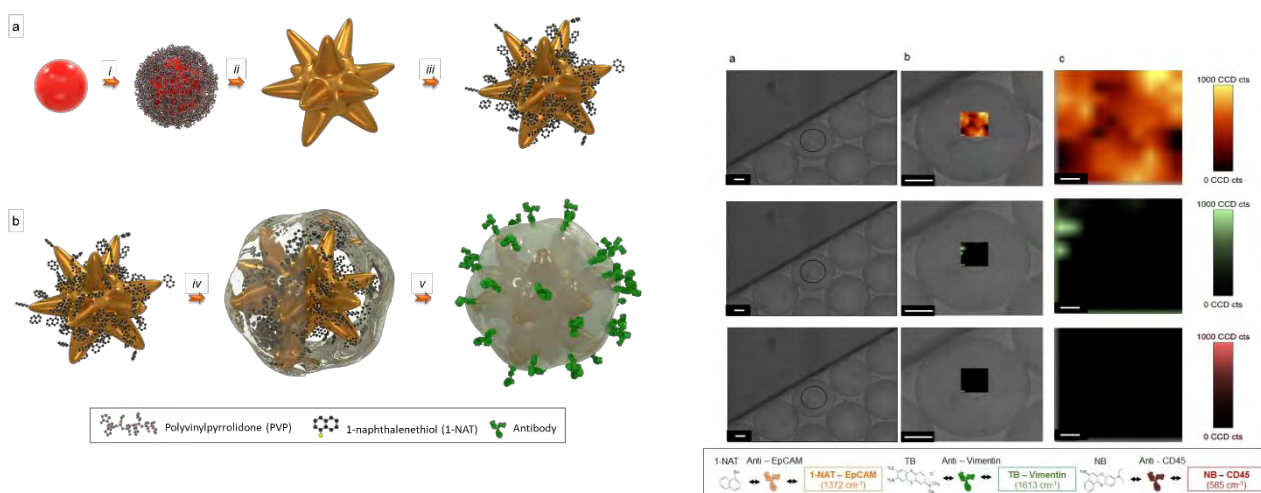 a
i
ii
iii
b
iv
v
Polyvinylpyrrolidone (PVP)
1-naphthalenethiol (1-NAT)
Antibody
a
b
c
1000 CCD cts
0 CCD cts
1000 CCD cts
0 CCD cts
1000 CCD cts
0 CCD cts
1-NAT
Anti – EpCAM
1-NAT – EpCAM
(1372 cm-1)
TB
Anti – Vimentin
TB – Vimentin
(1613 cm-1)
NB
Anti - CD45
NB – CD45
(585 cm-1)